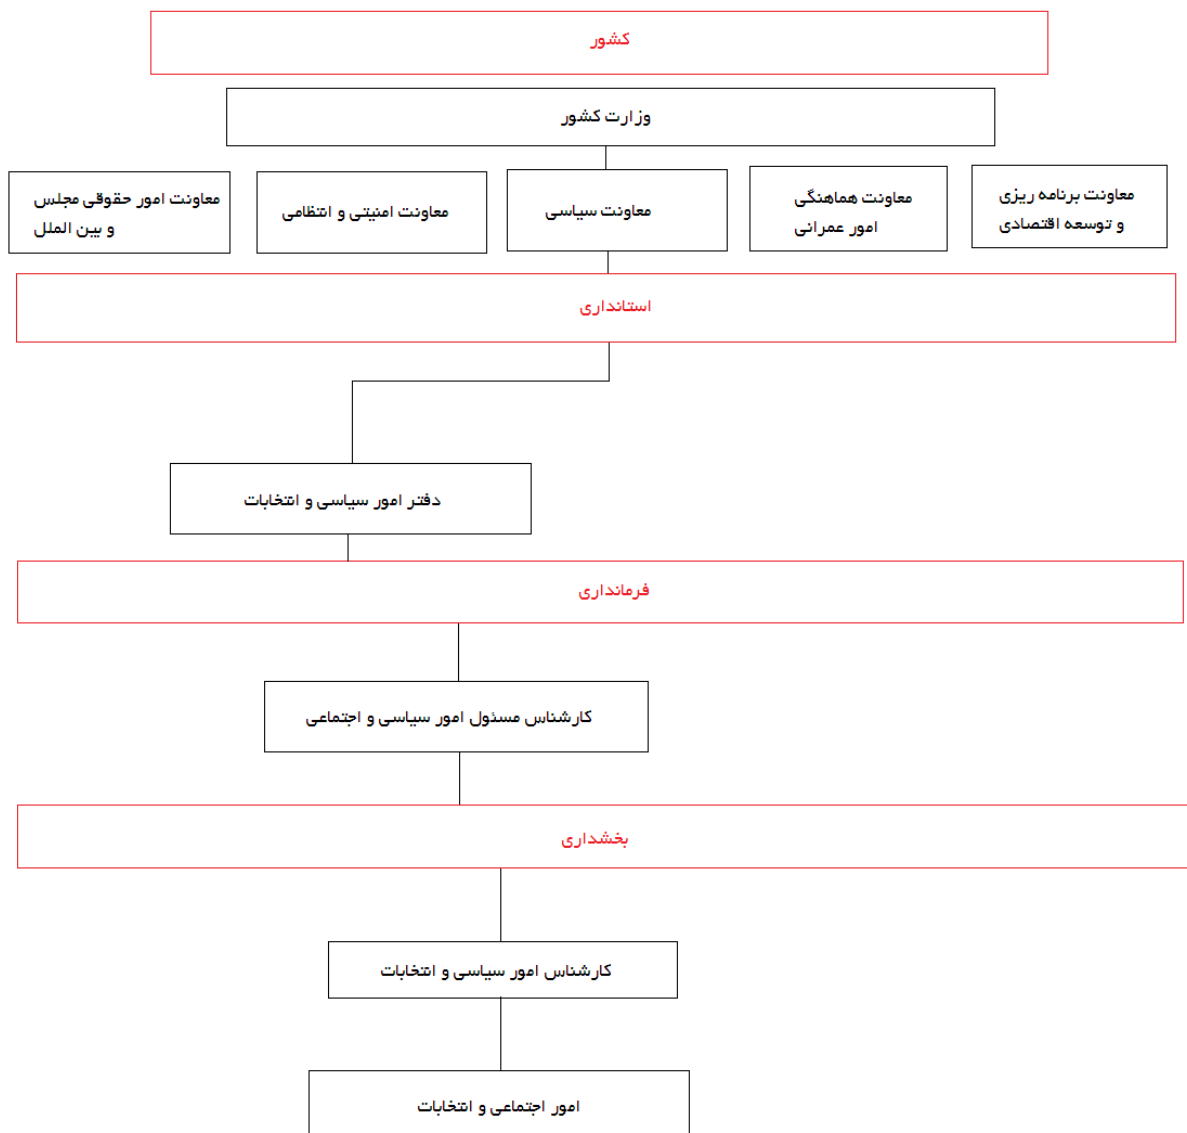 کشور
وزارت کشور
معاونت برنامه ریزی
و توسعه اقتصادی
معاونت هماهنگی
امور عمرانی
معاونت سیاسی
معاونت امنیتی و انتظامی
معاونت امور حقوقی مجلس
و بین الملل
استانداری
دفتر امور سیاسی و انتخابات
فرمانداری
کارشناس مسئول امور سیاسی و اجتماعی
بخشداری
کارشناس امور سیاسی و انتخابات
امور اجتماعی و انتخابات